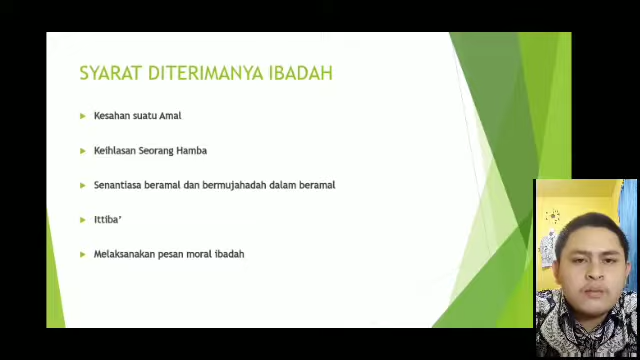 SYARAT DITERIMANYA IBADAH
Kesahan suatu Amal
Keihlasan Seorang Hamba
Senantiasa beramal dan bermujahadah dalam beramal
Ittiba’
Melaksanakan pesan moral ibadah